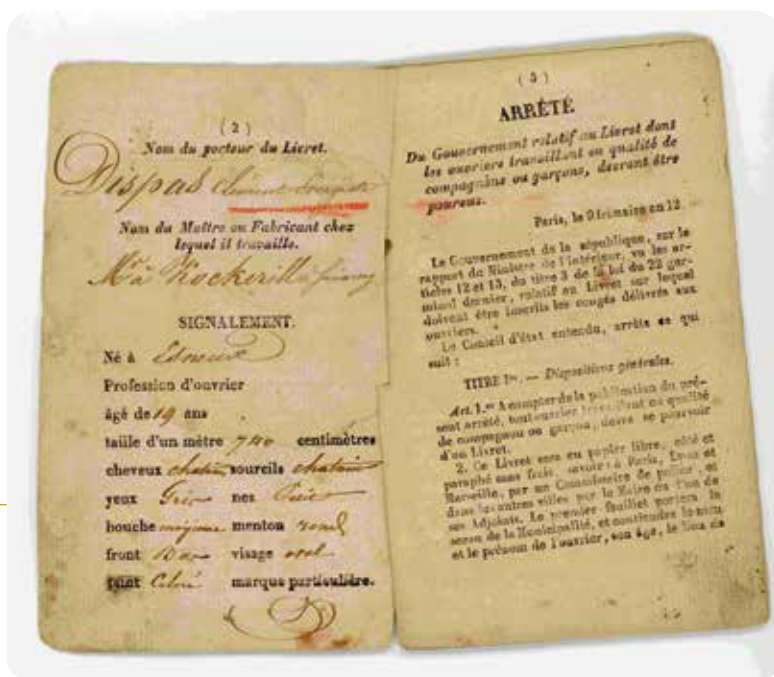 ( 2 )
Nom du porteur du Livret.
Dispas
Nom du Maître ou Fabricant chez
lequel il travaille.
Mr à Kockerill à
SIGNALEMENT.
Né à
Profession d'ouvrier
âgé de 19 ans
taille d'un mètre 740 centimètres
cheveux chatain sourcils chatain
yeux Gris nez
bouche moyenne menton rond
front Bas visage oval
teint Coloré marque particulière.
( 3 )
ARRÊTÉ
Du Gouvernement relatif au Livret dont
les ouvriers travaillant en qualité de
compagnons ou garçons, devront être
pourvus.
Paris, le 9 frimaire an 12
Le Gouvernement de la république, sur le
rapport du Ministre de l'intérieur, vu les ar-
ticles 12 et 13, du titre 3 de la loi du 22 ger-
minal dernier, relatif au Livret sur lequel
doivent être inscrits les congés délivrés aux
ouvriers.
Le Conseil d'état entendu, arrête ce qui
suit :
TITRE Ier. — Dispositions générales.
Art. 1.er A compter de la publication du pré-
sent arrêté, tout ouvrier travaillant en qualité
de compagnon ou garçon, devra se pourvoir
d'un Livret.
2. Ce Livret sera en papier libre, coté et
paraphé sans frais, savoir : à Paris, Lyon et
Marseille, par un Commissaire de police, et
dans les autres villes par le Maire ou l'un de
ses Adjoints. Le premier feuillet portera le
sceau de la Municipalité, et contiendra le nom
et le prénom de l'ouvrier, son âge, le lieu de